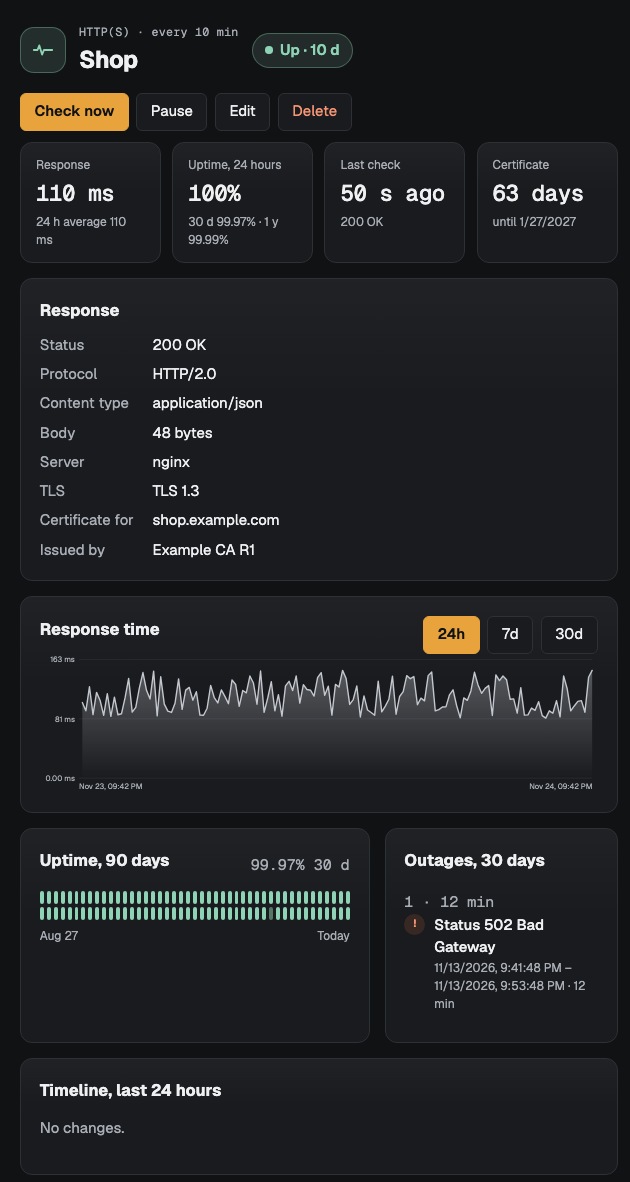 HTTP(S) · every 10 min
Shop
Up · 10 d
Check now
Pause
Edit
Delete
Response
110 ms
24 h average 110
ms
Uptime, 24 hours
100%
30 d 99.97% · 1 y
99.99%
Last check
50 s ago
200 OK
Certificate
63 days
until 1/27/2027
Response
Status 200 OK
Protocol HTTP/2.0
Content type application/json
Body 48 bytes
Server nginx
TLS TLS 1.3
Certificate for shop.example.com
Issued by Example CA R1
Response time
24h
7d
30d
163 ms
81 ms
0.00 ms
Nov 23, 09:42 PM
Nov 24, 09:42 PM
Uptime, 90 days
99.97% 30 d
Aug 27
Today
Outages, 30 days
1 · 12 min
!
Status 502 Bad
Gateway
11/13/2026, 9:41:48 PM –
11/13/2026, 9:53:48 PM · 12
min
Timeline, last 24 hours
No changes.